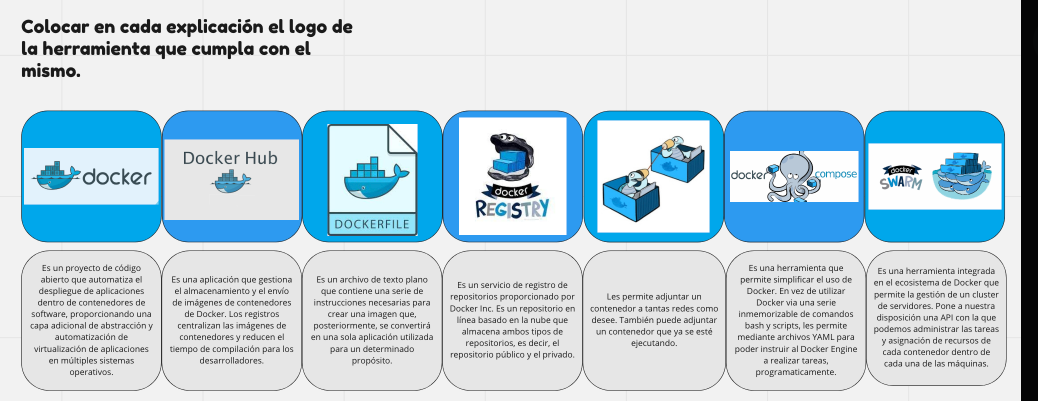 Colocar en cada explicación el logo de
la herramienta que cumpla con el
mismo.
docker
Docker Hub
DOCKERFILE
docker
REGISTRY
docker
compose
docker
SWARM
Es un proyecto de código
abierto que automatiza el
despliegue de aplicaciones
dentro de contenedores de
software, proporcionando una
capa adicional de abstracción y
automatización de
virtualización de aplicaciones
en múltiples sistemas
operativos.
Es una aplicación que gestiona
el almacenamiento y el envío
de imágenes de contenedores
de Docker. Los registros
centralizan las imágenes de
contenedores y reducen el
tiempo de compilación para los
desarrolladores.
Es un archivo de texto plano
que contiene una serie de
instrucciones necesarias para
crear una imagen que,
posteriormente, se convertirá
en una sola aplicación utilizada
para un determinado
propósito.
Es un servicio de registro de
repositorios proporcionado por
Docker Inc. Es un repositorio en
línea basado en la nube que
almacena ambos tipos de
repositorios, es decir, el
repositorio público y el privado.
Les permite adjuntar un
contenedor a tantas redes como
desee. También puede adjuntar
un contenedor que ya se esté
ejecutando.
Es una herramienta que
permite simplificar el uso de
Docker. En vez de utilizar
Docker via una serie
inmemorizable de comandos
bash y scripts, les permite
mediante archivos YAML para
poder instruir al Docker Engine
a realizar tareas,
programaticamente.
Es una herramienta integrada
en el ecosistema de Docker que
permite la gestión de un cluster
de servidores. Pone a nuestra
disposición una API con la que
podemos administrar las tareas
y asignación de recursos de
cada contenedor dentro de
cada una de las máquinas.